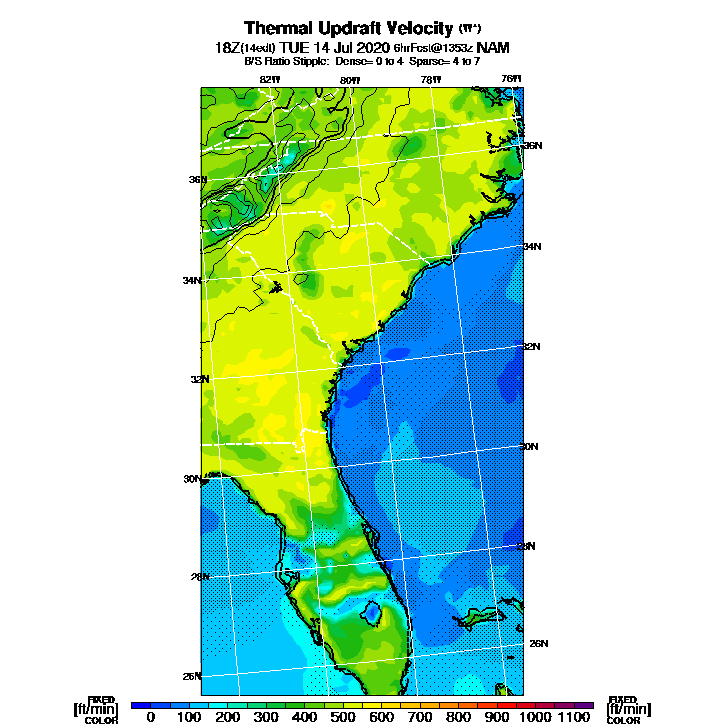 Thermal Updraft Velocity (W*)
18Z(14edt) TUE 14 Jul 2020 6hrFcst@1353z NAM
B/S Ratio Stipple: Dense= 0 to 4 Sparse= 4 to 7
82W 80W 78W 76W
36N
36N
34N
34N
32N
32N
30N
30N
28N
28N
26N
26N
FIXED FIXED
[ft/min] [ft/min]
COLOR COLOR
0 100 200 300 400 500 600 700 800 900 1000 1100